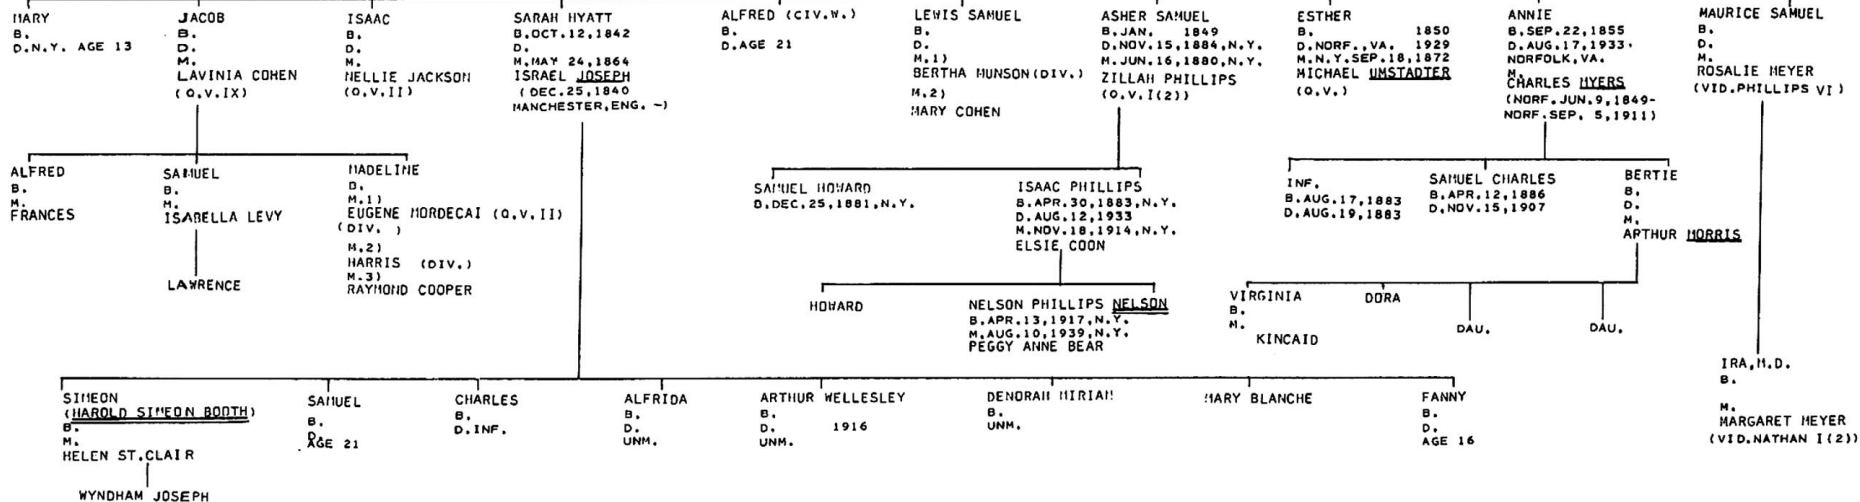 MARY
B.
D.N.Y. AGE 13
JACOB
B.
D.
M.
LAVINIA COHEN
(Q.V.IX)
ISAAC
B.
D.
M.
NELLIE JACKSON
(Q.V.II)
SARAH HYATT
B.OCT.12,1842
D.
M.MAY 24,1864
ISRAEL JOSEPH
(DEC.25,1840
MANCHESTER,ENG. -)
ALFRED (CIV.W.)
B.
D.AGE 21
LEWIS SAMUEL
B.
D.
M.1)
BERTHA MUNSON(DIV.)
M.2)
MARY COHEN
ASHER SAMUEL
B.JAN. 1849
D.NOV.15,1884,N.Y.
M.JUN.16,1880,N.Y.
ZILLAH PHILLIPS
(Q.V.I(2))
ESTHER
B. 1850
D.NORF.,VA. 1929
M.N.Y.SEP.18,1872
MICHAEL UMSTADTER
(Q.V.)
ANNIE
B.SEP.22,1855
D.AUG.17,1933.
NORFOLK,VA.
M.
CHARLES MYERS
(NORF.JUN.9,1849-
NORF.SEP. 5,1911)
MAURICE SAMUEL
B.
D.
M.
ROSALIE MEYER
(VID.PHILLIPS VI)
ALFRED
B.
M.
FRANCES
SAMUEL
B.
M.
ISABELLA LEVY
MADELINE
B.
M.1)
EUGENE MORDECAI (Q.V.II)
(DIV. )
M.2)
HARRIS (DIV.)
M.3)
RAYMOND COOPER
SAMUEL HOWARD
D.DEC.25,1881,N.Y.
ISAAC PHILLIPS
B.APR.30,1883,N.Y.
D.AUG.12,1933
M.NOV.18,1914,N.Y.
ELSIE COON
INF.
B.AUG.17,1883
D.AUG.19,1883
SAMUEL CHARLES
B.APR.12,1886
D.NOV.15,1907
BERTIE
B.
D.
M.
ARTHUR MORRIS
LAWRENCE
HOWARD
NELSON PHILLIPS NELSON
B.APR.13,1917,N.Y.
M.AUG.10,1939,N.Y.
PEGGY ANNE BEAR
VIRGINIA
B.
M.
KINCAID
DORA
DAU.
DAU.
SIMEON
(HAROLD SIMEON BOOTH)
B.
M.
HELEN ST.CLAIR
SAMUEL
B.
D.
AGE 21
CHARLES
B.
D.INF.
ALFRIDA
B.
D.
UNM.
ARTHUR WELLESLEY
B.
D. 1916
UNM.
DENORAH MIRIAM
B.
UNM.
MARY BLANCHE
FANNY
B.
D.
AGE 16
IRA,M.D.
B.
M.
MARGARET MEYER
(VID.NATHAN I(2))
WYNDHAM JOSEPH